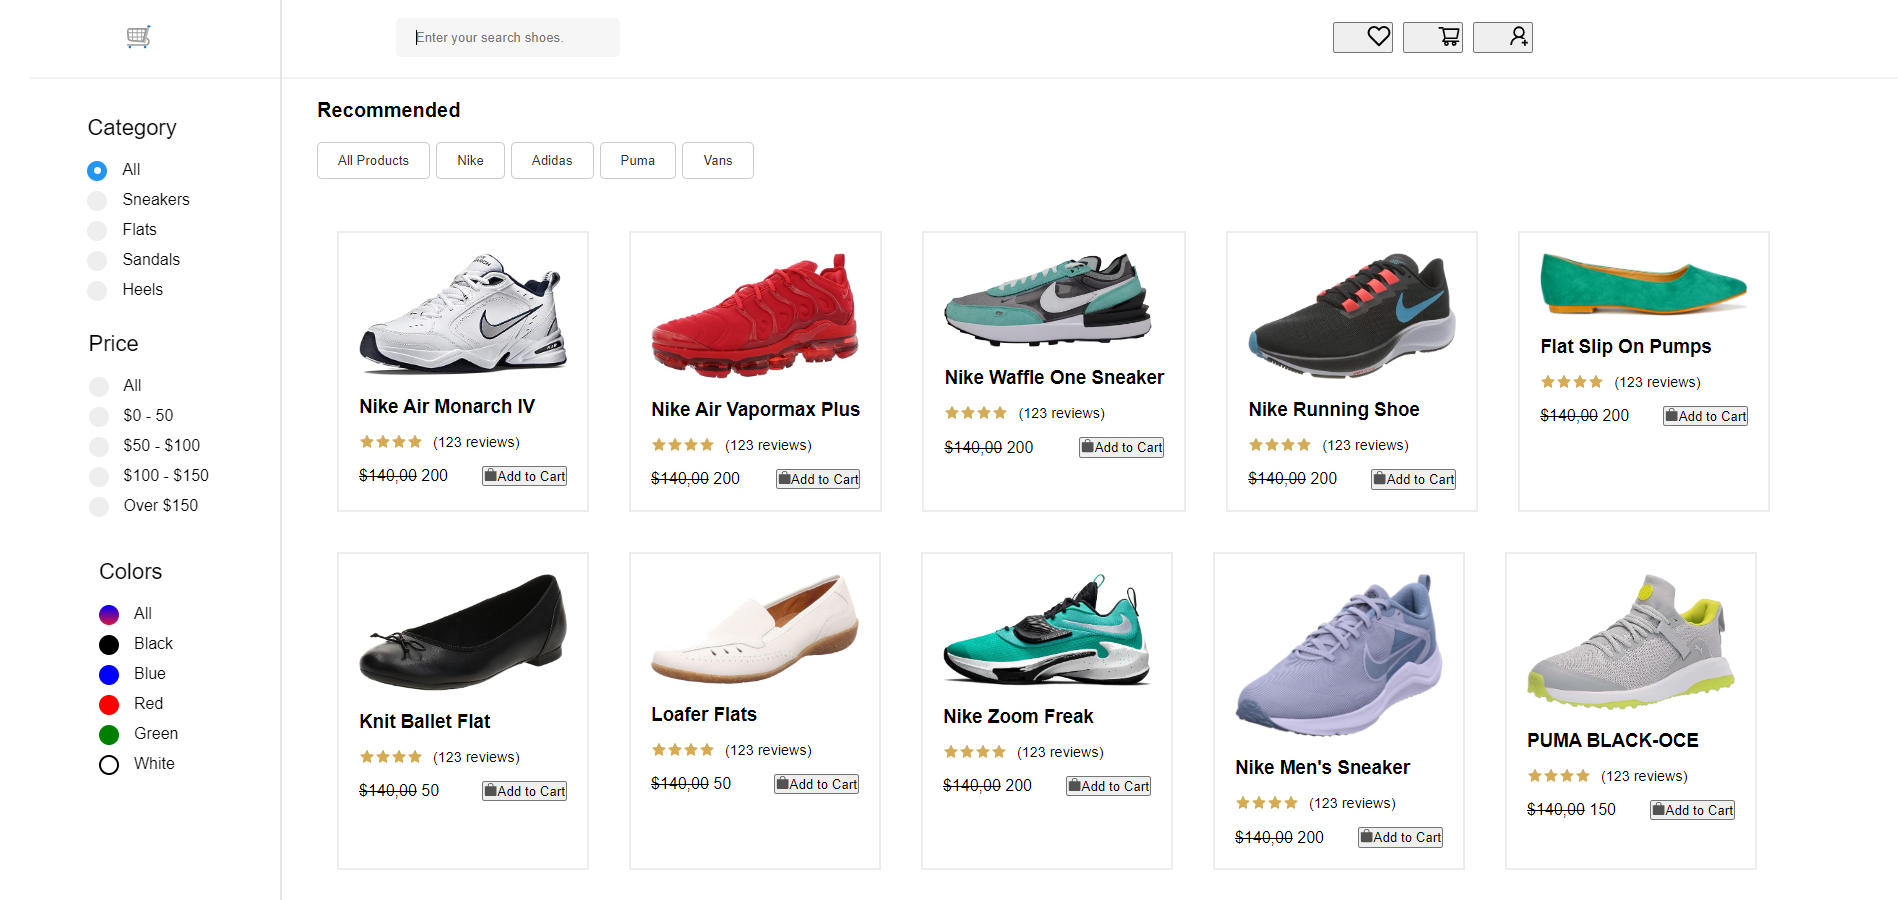 Enter your search shoes.
Category
All
Sneakers
Flats
Sandals
Heels
Price
All
$0 - 50
$50 - $100
$100 - $150
Over $150
Colors
All
Black
Blue
Red
Green
White
Recommended
All Products
Nike
Adidas
Puma
Vans
Nike Air Monarch IV
(123 reviews)
$140,00 200
Add to Cart
Nike Air Vapormax Plus
(123 reviews)
$140,00 200
Add to Cart
Nike Waffle One Sneaker
(123 reviews)
$140,00 200
Add to Cart
Nike Running Shoe
(123 reviews)
$140,00 200
Add to Cart
Flat Slip On Pumps
(123 reviews)
$140,00 200
Add to Cart
Knit Ballet Flat
(123 reviews)
$140,00 50
Add to Cart
Loafer Flats
(123 reviews)
$140,00 50
Add to Cart
Nike Zoom Freak
(123 reviews)
$140,00 200
Add to Cart
Nike Men's Sneaker
(123 reviews)
$140,00 200
Add to Cart
PUMA BLACK-OCE
(123 reviews)
$140,00 150
Add to Cart